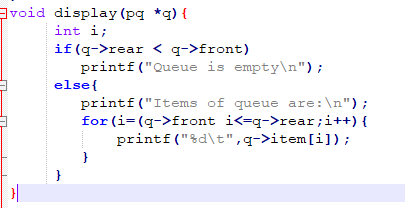 void display(pq *q){
int i;
if(q->rear < q->front)
printf("Queue is empty\n");
else{
printf("Items of queue are:\n");
for(i=(q->front i<=q->rear;i++){
printf("%d\t",q->item[i]);
}
}
}